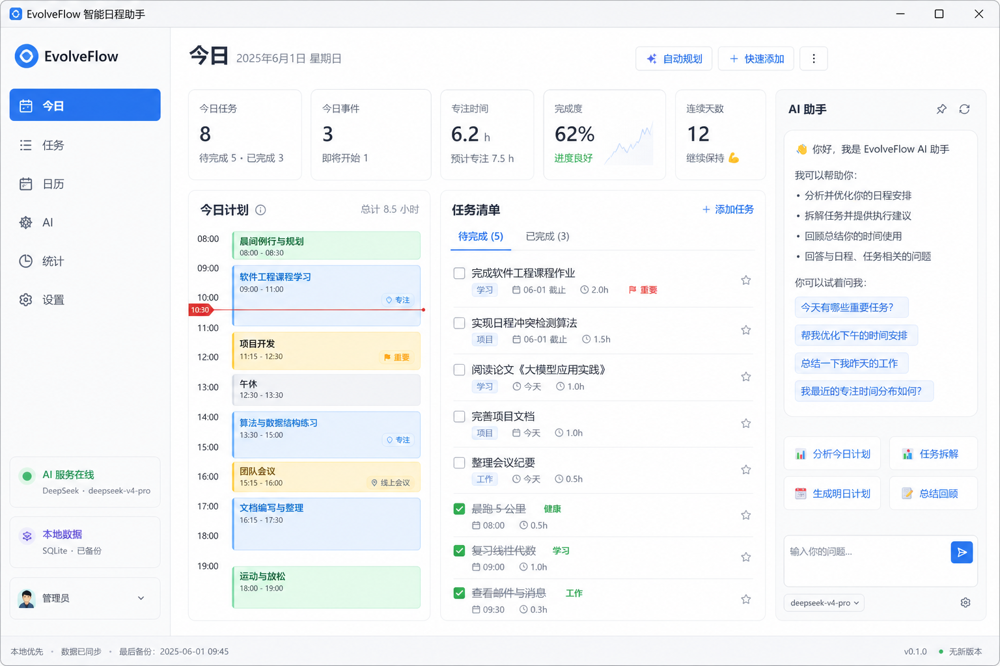 EvolveFlow 智能日程助手
EvolveFlow
今日
任务
日历
AI
统计
设置
AI 服务在线
DeepSeek · deepseek-v4-pro
本地数据
SQLite · 已备份
管理员
今日 2025年6月1日 星期日
自动规划
+ 快速添加
今日任务
8
待完成 5 · 已完成 3
今日事件
3
即将开始 1
专注时间
6.2 h
预计专注 7.5 h
完成度
62%
进度良好
连续天数
12
继续保持 💪
今日计划
总计 8.5 小时
08:00
09:00
10:00
10:30
11:00
12:00
13:00
14:00
15:00
16:00
17:00
18:00
19:00
晨间例行与规划
08:00 - 08:30
软件工程课程学习
09:00 - 11:00
专注
项目开发
11:15 - 12:30
重要
午休
12:30 - 13:30
算法与数据结构练习
13:30 - 15:00
专注
团队会议
15:15 - 16:00
线上会议
文档编写与整理
16:15 - 17:30
运动与放松
18:00 - 19:00
任务清单
+ 添加任务
待完成 (5)
已完成 (3)
完成软件工程课程作业
学习 06-01 截止 2.0h 重要
实现日程冲突检测算法
项目 06-01 截止 1.5h
阅读论文《大模型应用实践》
学习 今天 1.0h
完善项目文档
项目 今天 1.0h
整理会议纪要
工作 今天 0.5h
晨跑 5 公里 健康
08:00 0.5h
复习线性代数 学习
09:00 1.0h
查看邮件与消息 工作
09:30 0.3h
AI 助手
👋 你好，我是 EvolveFlow AI 助手
我可以帮助你：
• 分析并优化你的日程安排
• 拆解任务并提供执行建议
• 回顾总结你的时间使用
• 回答与日程、任务相关的问题
你可以试着问我：
今天有哪些重要任务？
帮我优化下午的时间安排
总结一下我昨天的工作
我最近的专注时间分布如何？
分析今日计划
任务拆解
生成明日计划
总结回顾
输入你的问题...
deepseek-v4-pro
本地优先 • 数据已同步 • 最后备份：2025-06-01 09:45
v0.1.0 • 无新版本